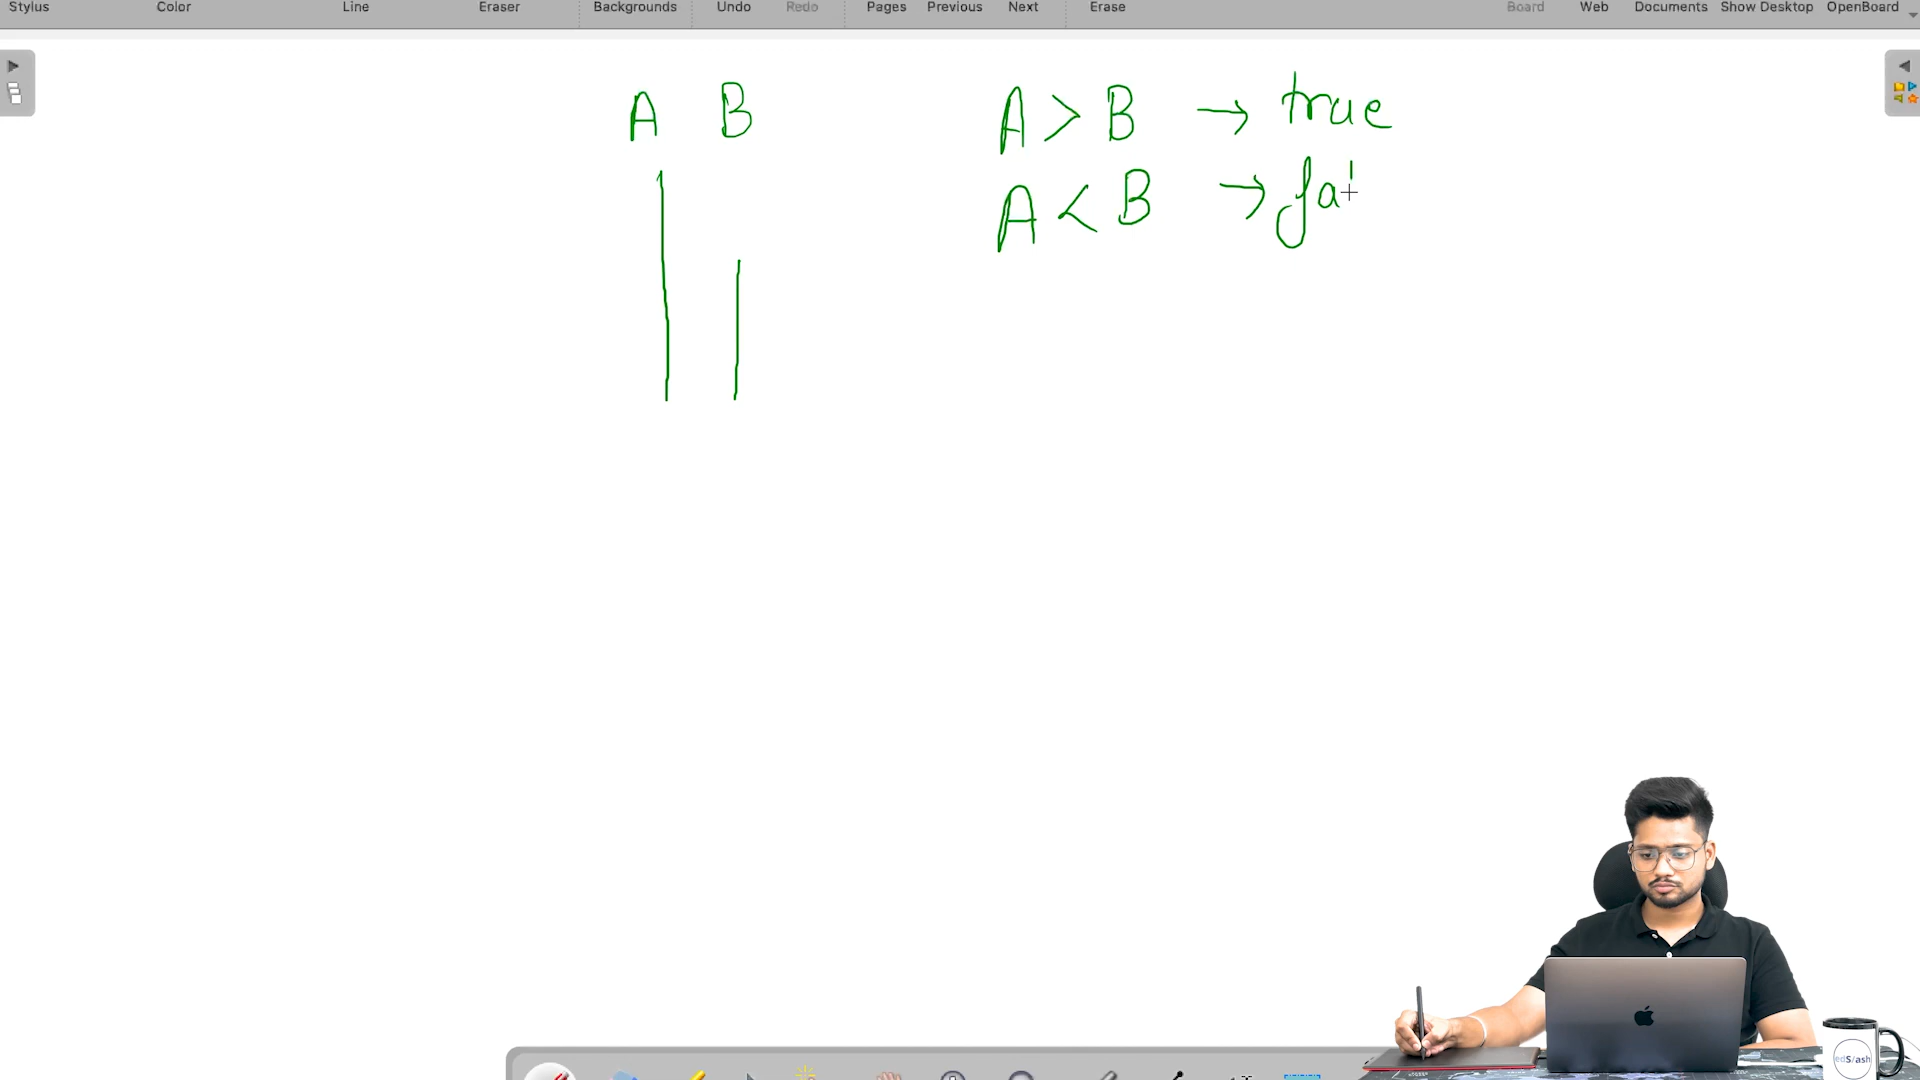 Stylus Color Line Eraser Backgrounds Undo Redo Pages Previous Next Erase Board Web Documents Show Desktop OpenBoard
A B
A > B → true
A < B → fa
edSlash